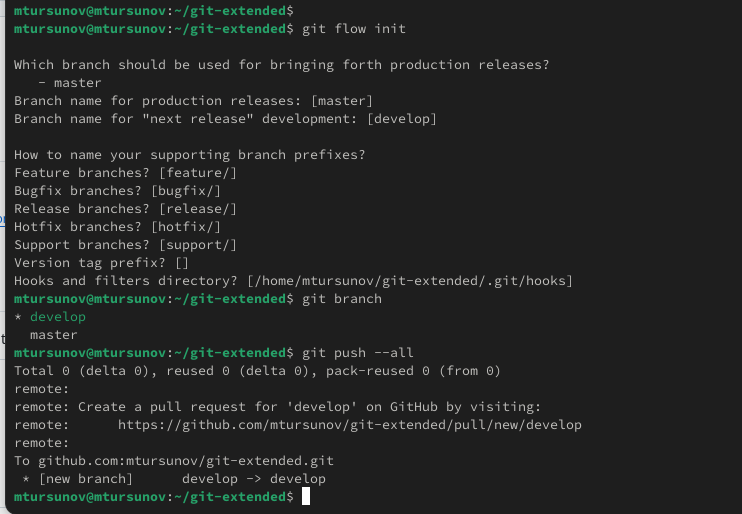 mtursunov@mtursunov:~/git-extended$
mtursunov@mtursunov:~/git-extended$ git flow init

Which branch should be used for bringing forth production releases?
   - master
Branch name for production releases: [master]
Branch name for "next release" development: [develop]

How to name your supporting branch prefixes?
Feature branches? [feature/]
Bugfix branches? [bugfix/]
Release branches? [release/]
Hotfix branches? [hotfix/]
Support branches? [support/]
Version tag prefix? []
Hooks and filters directory? [/home/mtursunov/git-extended/.git/hooks]
mtursunov@mtursunov:~/git-extended$ git branch
* develop
  master
mtursunov@mtursunov:~/git-extended$ git push --all
Total 0 (delta 0), reused 0 (delta 0), pack-reused 0 (from 0)
remote:
remote: Create a pull request for 'develop' on GitHub by visiting:
remote:      https://github.com/mtursunov/git-extended/pull/new/develop
remote:
To github.com:mtursunov/git-extended.git
 * [new branch]      develop -> develop
mtursunov@mtursunov:~/git-extended$